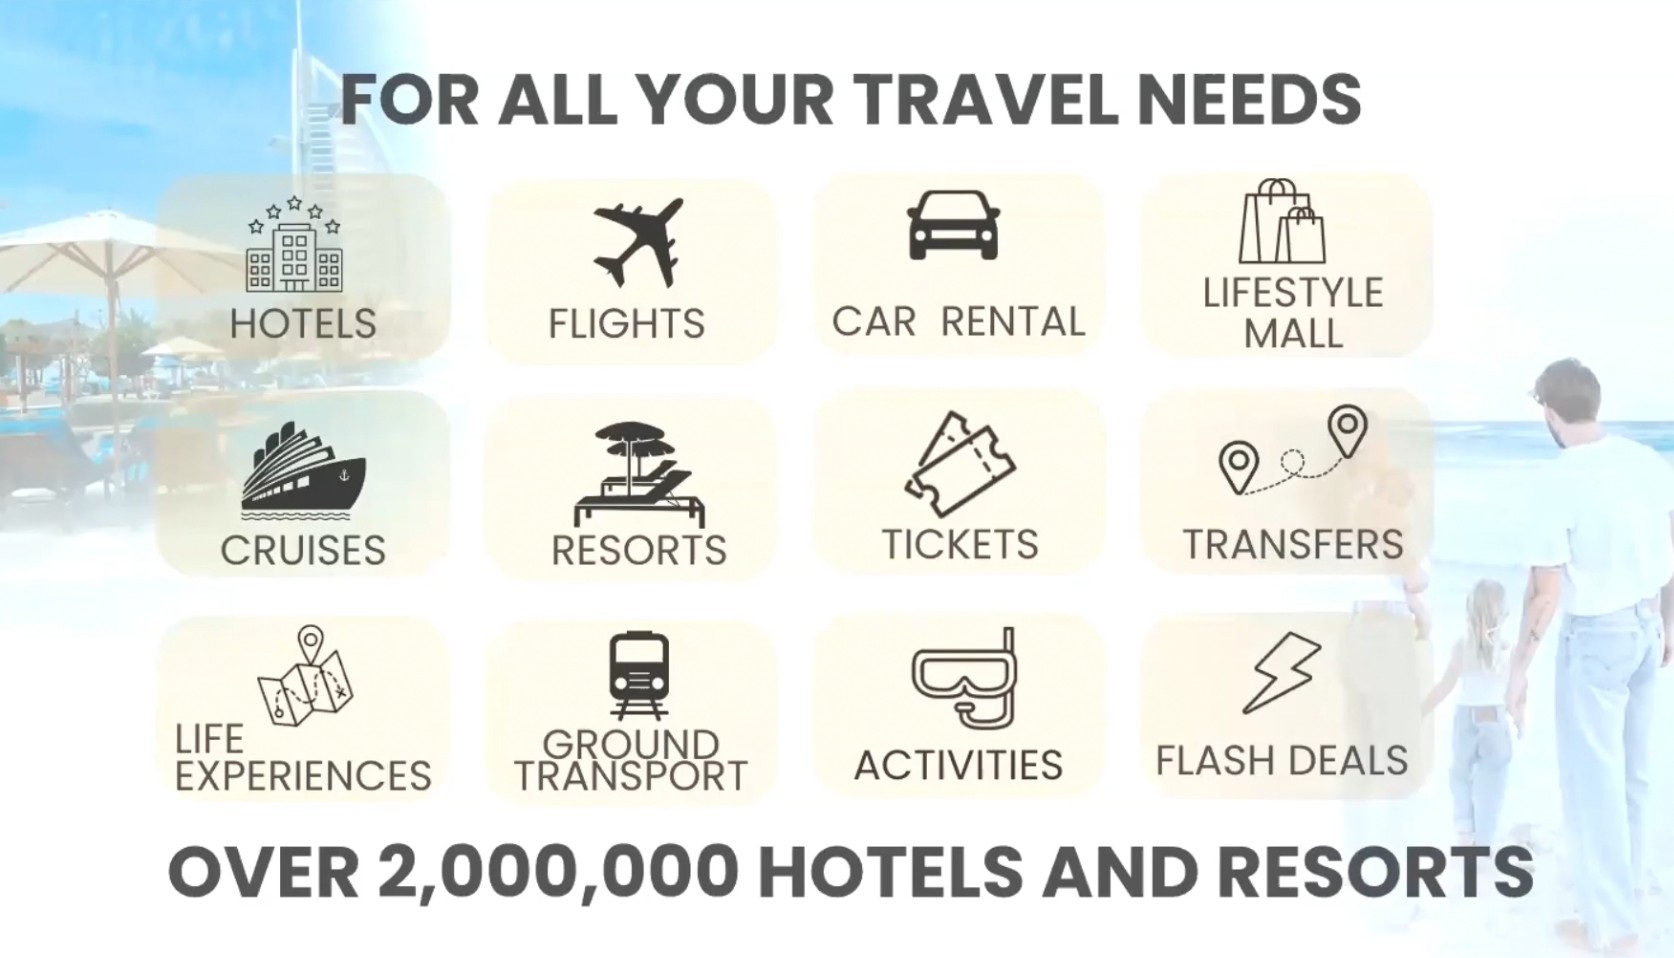 FOR ALL YOUR TRAVEL NEEDS
HOTELS
FLIGHTS
CAR RENTAL
LIFESTYLE
MALL
CRUISES
RESORTS
TICKETS
TRANSFERS
LIFE
EXPERIENCES
GROUND
TRANSPORT
ACTIVITIES
FLASH DEALS
OVER 2,000,000 HOTELS AND RESORTS